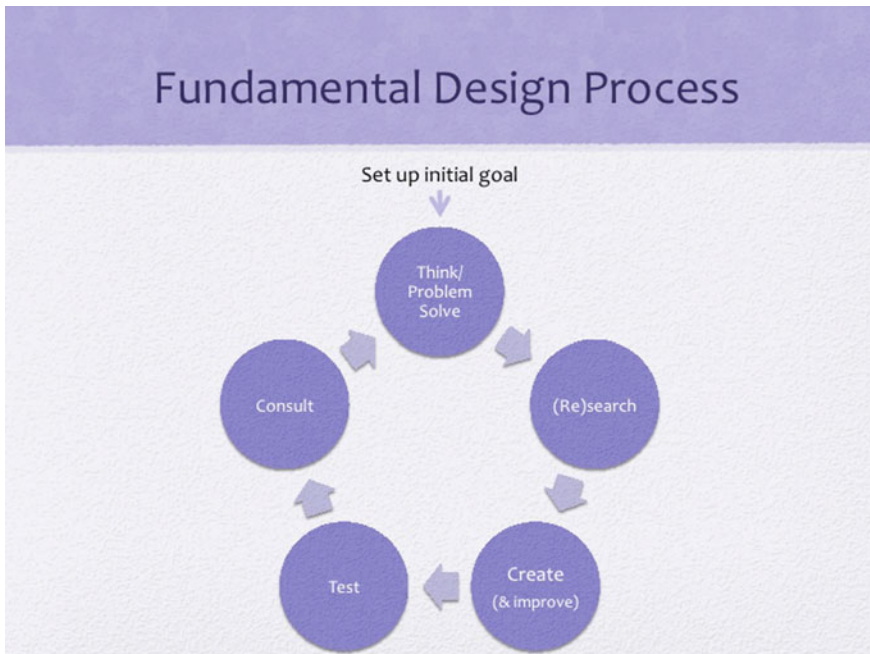 Fundamental Design Process
Set up initial goal
Think/
Problem
Solve
(Re)search
Create
(& improve)
Test
Consult